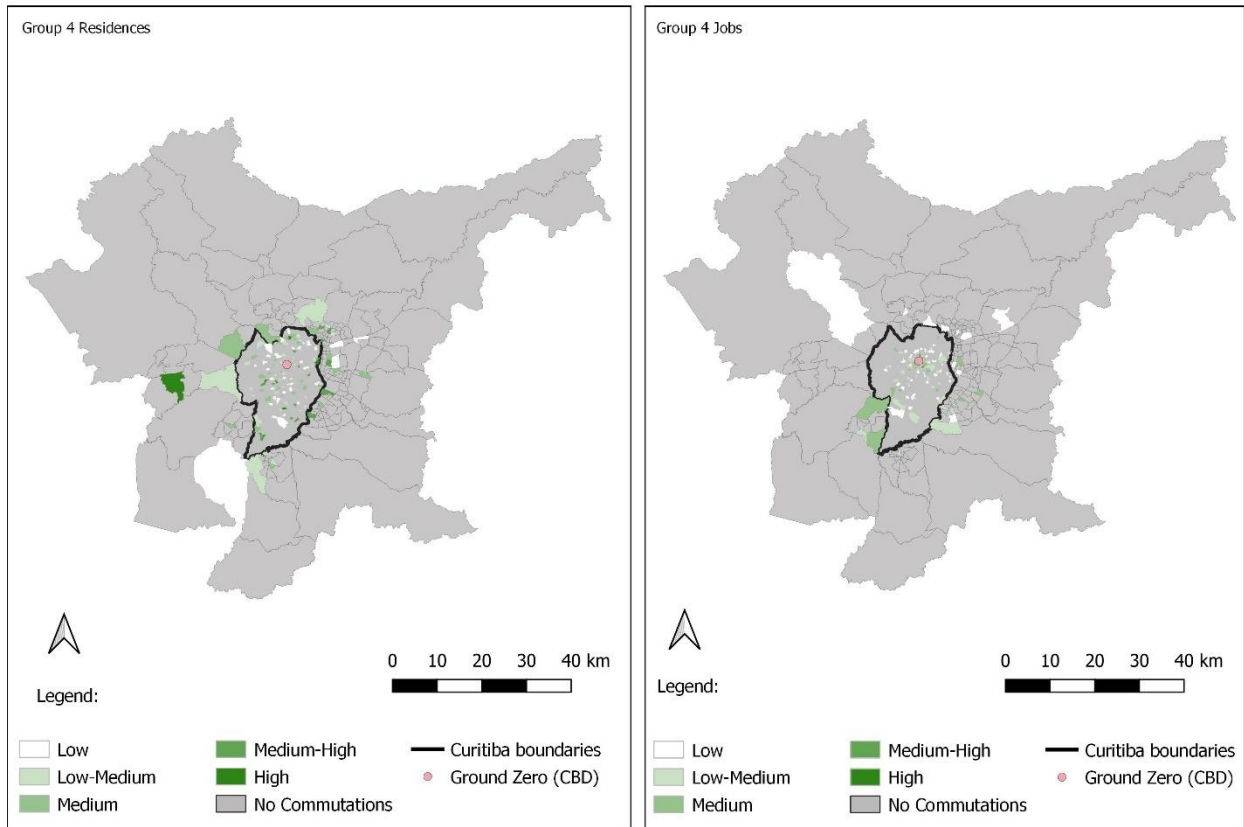 Group 4 Residences
0 10 20 30 40 km
Legend:
Low
Low-Medium
Medium
Medium-High
High
No Commutations
Curitiba boundaries
Ground Zero (CBD)
Group 4 Jobs
0 10 20 30 40 km
Legend:
Low
Low-Medium
Medium
Medium-High
High
No Commutations
Curitiba boundaries
Ground Zero (CBD)